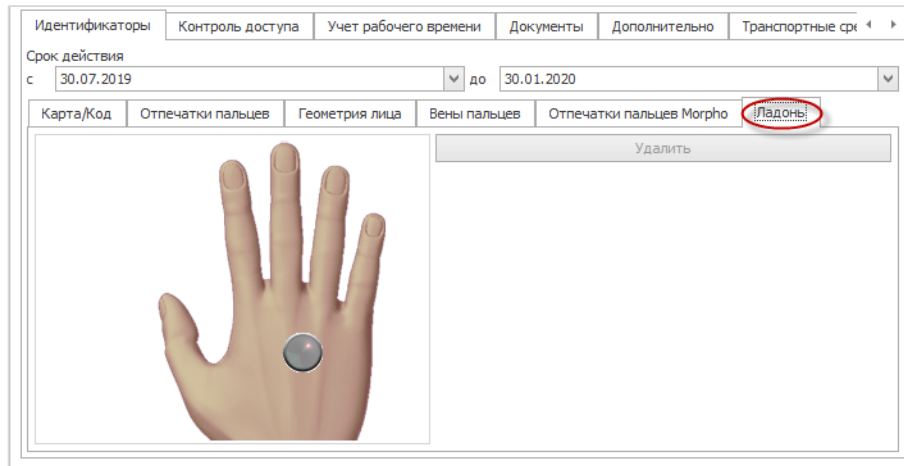 Идентификаторы Контроль доступа Учет рабочего времени Документы Дополнительно Транспортные сре
Срок действия
с 30.07.2019 до 30.01.2020
Карта/Код Отпечатки пальцев Геометрия лица Вены пальцев Отпечатки пальцев Morpho Ладонь
Удалить